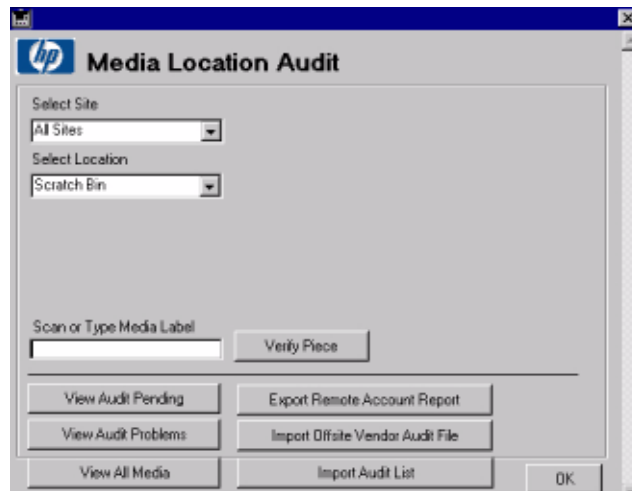 hp
Media Location Audit
Select Site
All Sites
Select Location
Scratch Bin
Scan or Type Media Label
Verify Piece
View Audit Pending
Export Remote Account Report
View Audit Problems
Import Offsite Vendor Audit File
View All Media
Import Audit List
OK